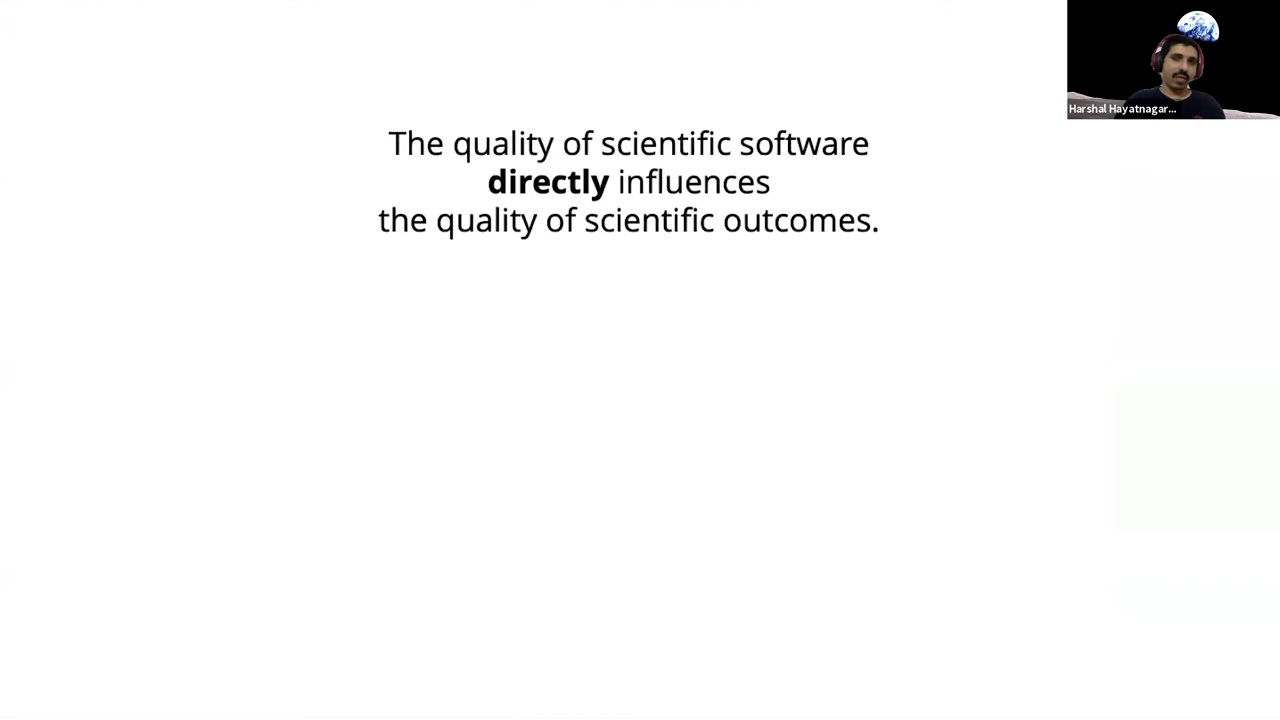 The quality of scientific software
directly influences
the quality of scientific outcomes.
Harshal Hayatnagar...